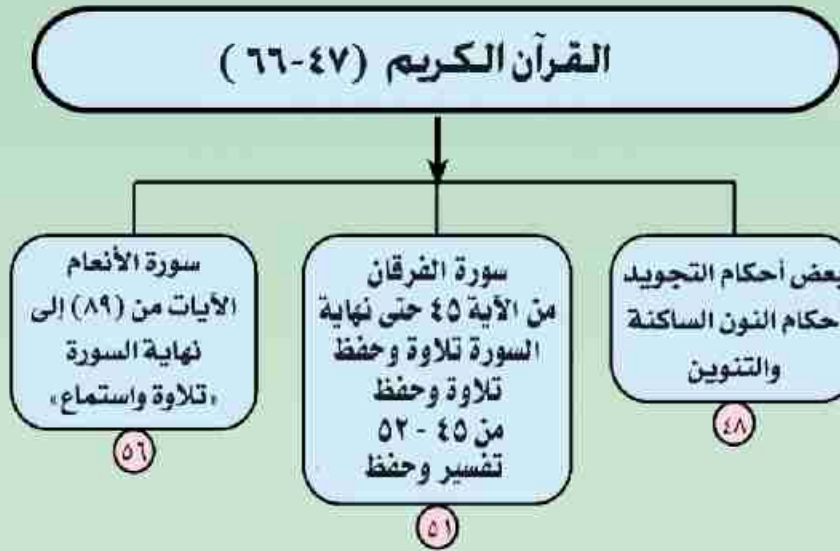 القرآن الكريم (٤٧-٦٦)
بعض أحكام التجويد
أحكام النون الساكنة
والتنوين
٤٨
سورة الفرقان
من الآية ٤٥ حتى نهاية
السورة تلاوة وحفظ
تلاوة وحفظ
من ٤٥ - ٥٢
تفسير وحفظ
٥١
سورة الأنعام
الآيات من (٨٩) إلى
نهاية السورة
«تلاوة واستماع»
٥٦